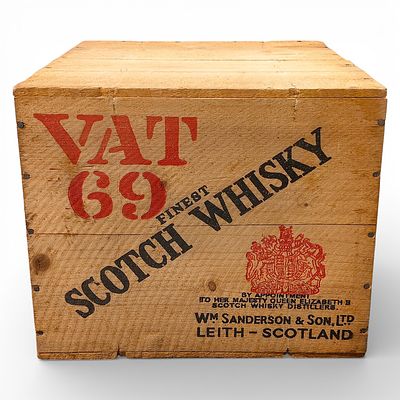 VAT
69
FINEST
SCOTCH WHISKY
BY APPOINTMENT
TO HER MAJESTY QUEEN ELIZABETH II
SCOTCH WHISKY DISTILLERS.
WM SANDERSON & SON, LTD
LEITH – SCOTLAND